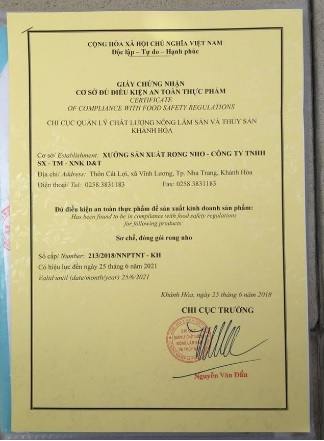 CỘNG HÒA XÃ HỘI CHỦ NGHĨA VIỆT NAM
Độc lập - Tự do - Hạnh phúc
GIẤY CHỨNG NHẬN
CƠ SỞ ĐỦ ĐIỀU KIỆN AN TOÀN THỰC PHẨM
CERTIFICATE
OF COMPLIANCE WITH FOOD SAFETY REGULATIONS
CHI CỤC QUẢN LÝ CHẤT LƯỢNG NÔNG LÂM SẢN VÀ THỦY SẢN
KHÁNH HÒA
Cơ sở/ Establishment: XƯỞNG SẢN XUẤT RONG NHO - CÔNG TY TNHH
SX - TM - XNK D&T
Địa chỉ/ Address: Thôn Cát Lợi, xã Vĩnh Lương, Tp. Nha Trang, Khánh Hòa
Điện thoại/ Tel: 0258.3831183 Fax: 0258.3831183
Đủ điều kiện an toàn thực phẩm để sản xuất kinh doanh sản phẩm:
Has been found to be in compliance with food safety regulations
for following products:
Sơ chế, đóng gói rong nho
Số cấp/ Number: 213/2018/NNPTNT - KH
Có hiệu lực đến ngày 25 tháng 6 năm 2021
Valid until (date/month/year) 25/6/2021
Khánh Hòa, ngày 25 tháng 6 năm 2018
CHI CỤC TRƯỞNG
Nguyễn Văn Dẩu